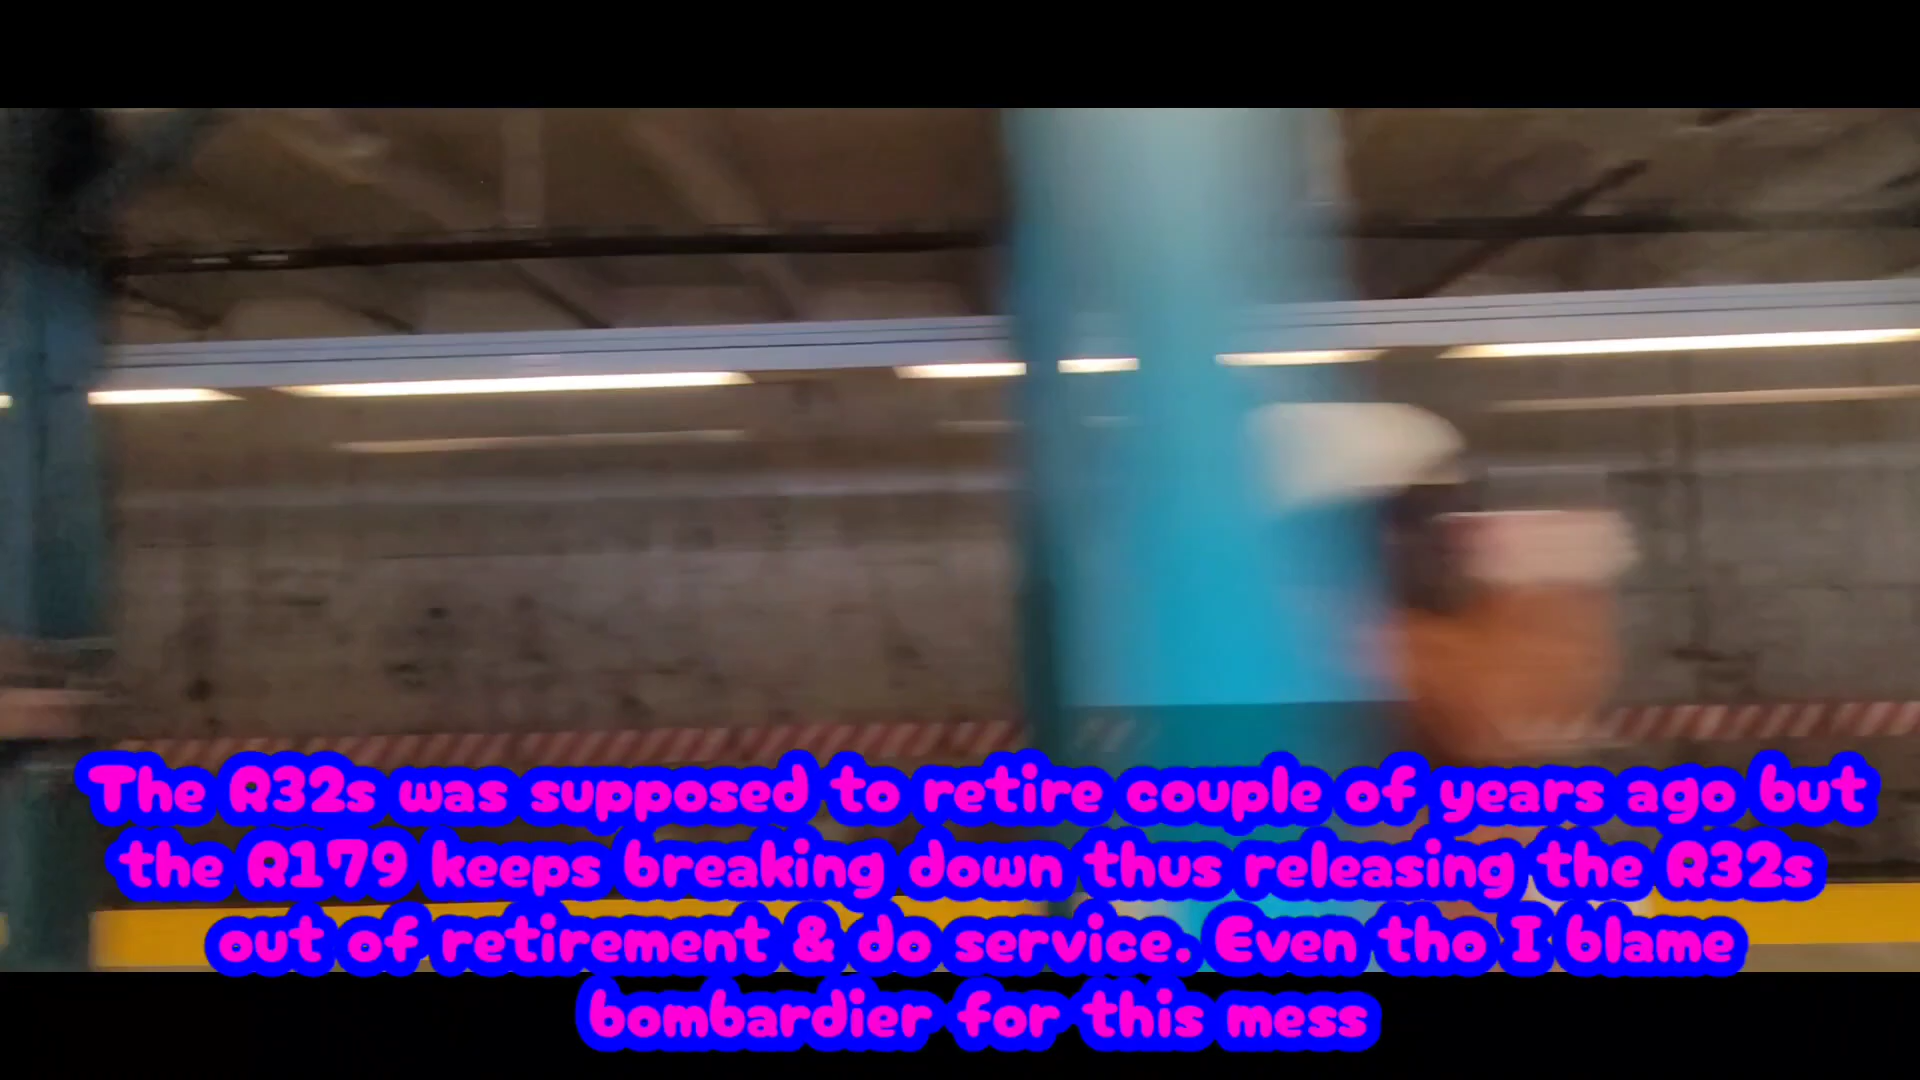 The R32s was supposed to retire couple of years ago but
the R179 keeps breaking down thus releasing the R32s
out of retirement & do service. Even tho I blame
bombardier for this mess